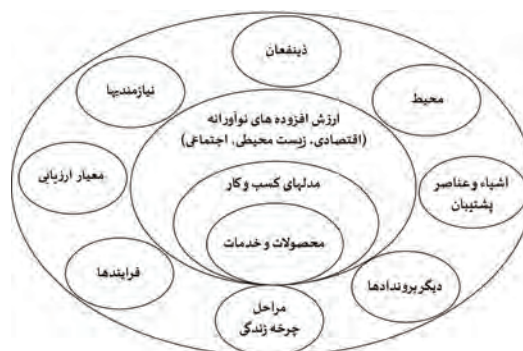 ذینفعان
نیازمندیها
محیط
ارزش افزوده های نوآورانه
(اقتصادی، زیست محیطی، اجتماعی)
معیار ارزیابی
مدلهای کسب و کار
اشیاء و عناصر
پشتیبان
محصولات و خدمات
فرایندها
دیگر بروندادها
مراحل
چرخه زندگی